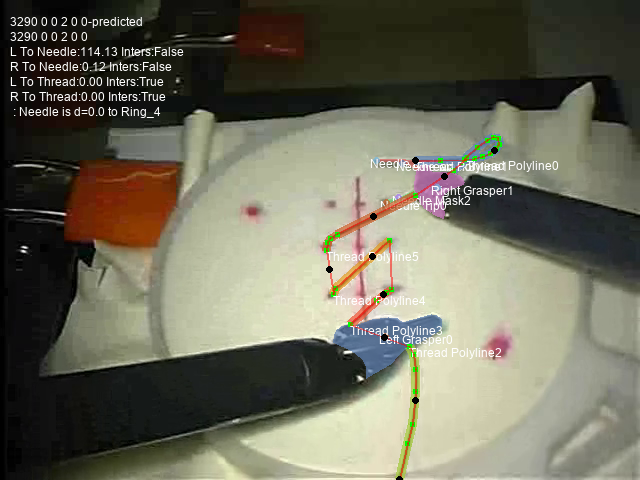 3290 0 0 2 0 0-predicted
3290 0 0 2 0 0
L To Needle:114.13 Inters:False
R To Needle:0.12 Inters:False
L To Thread:0.00 Inters:True
R To Thread:0.00 Inters:True
: Needle is d=0.0 to Ring_4
Needle
Thread Polyline0
Right Grasper1
Needle Mask2
Needle Tip0
Thread Polyline5
Thread Polyline4
Thread Polyline3
Left Grasper0
Thread Polyline2